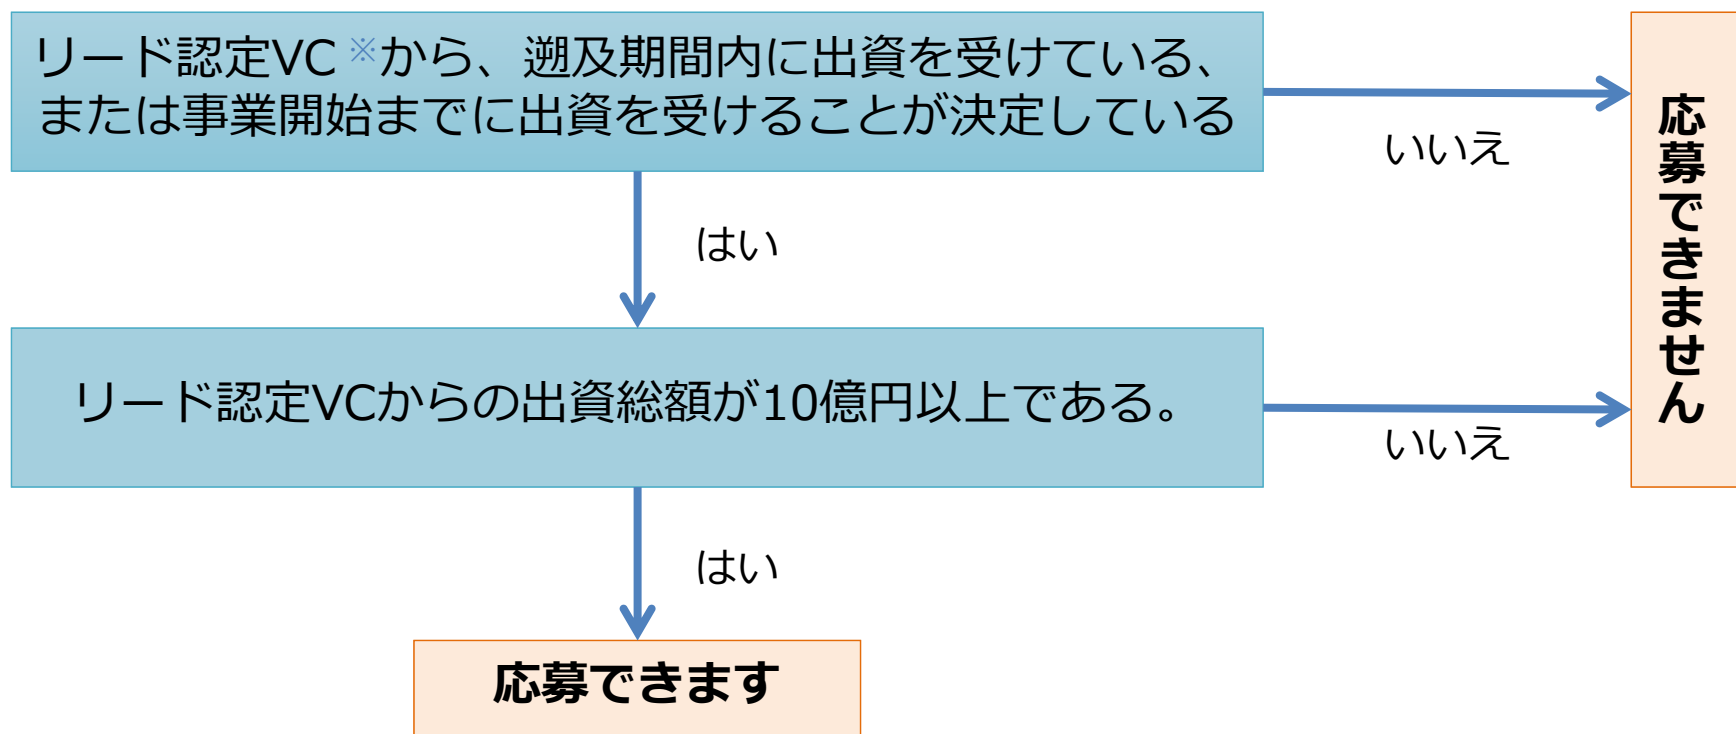 リード認定VC※から、遡及期間内に出資を受けている、
または事業開始までに出資を受けることが決定している
いいえ
はい
リード認定VCからの出資総額が10億円以上である。
いいえ
はい
応募できません
応募できます